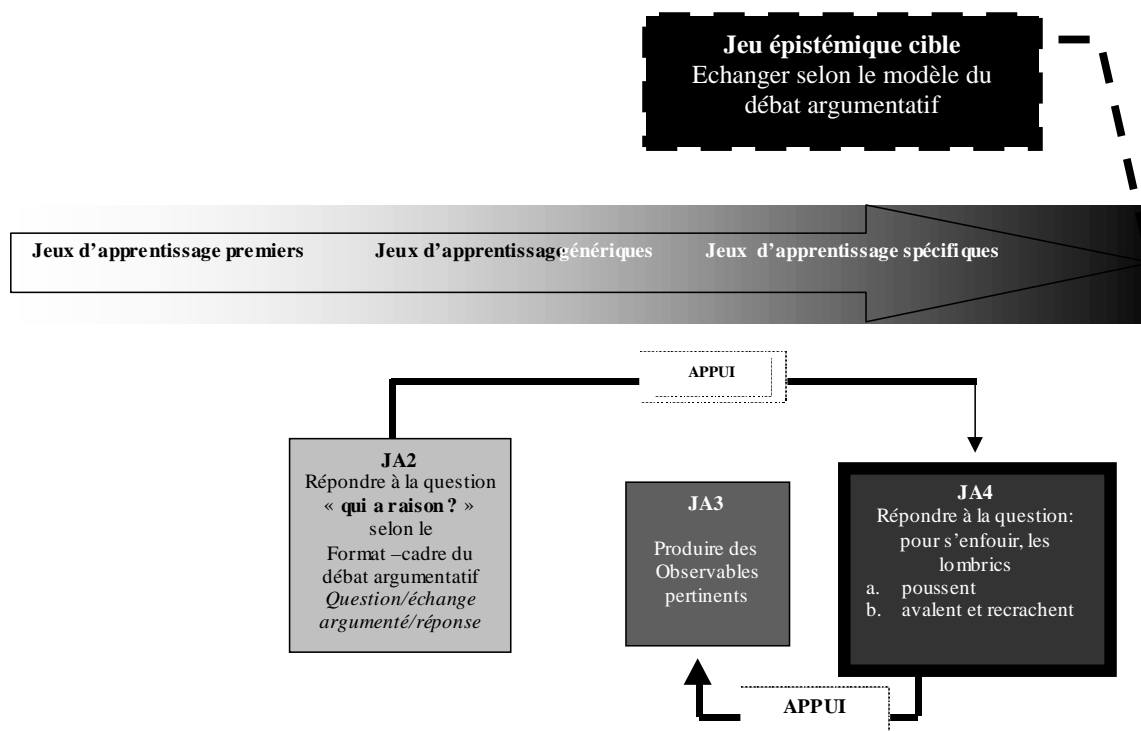 Jeu épistémique cible
Echanger selon le modèle du
débat argumentatif
Jeux d’apprentissage premiers
Jeux d’apprentissage génériques
Jeux d’apprentissage spécifiques
APPUI
JA2
Répondre à la question
« qui a raison ? »
selon le
Format –cadre du
débat argumentatif
Question/échange
argumenté/réponse
JA3
Produire des
Observables
pertinents
JA4
Répondre à la question:
pour s’enfouir, les
lombrics
a. poussent
b. avalent et recrachent
APPUI